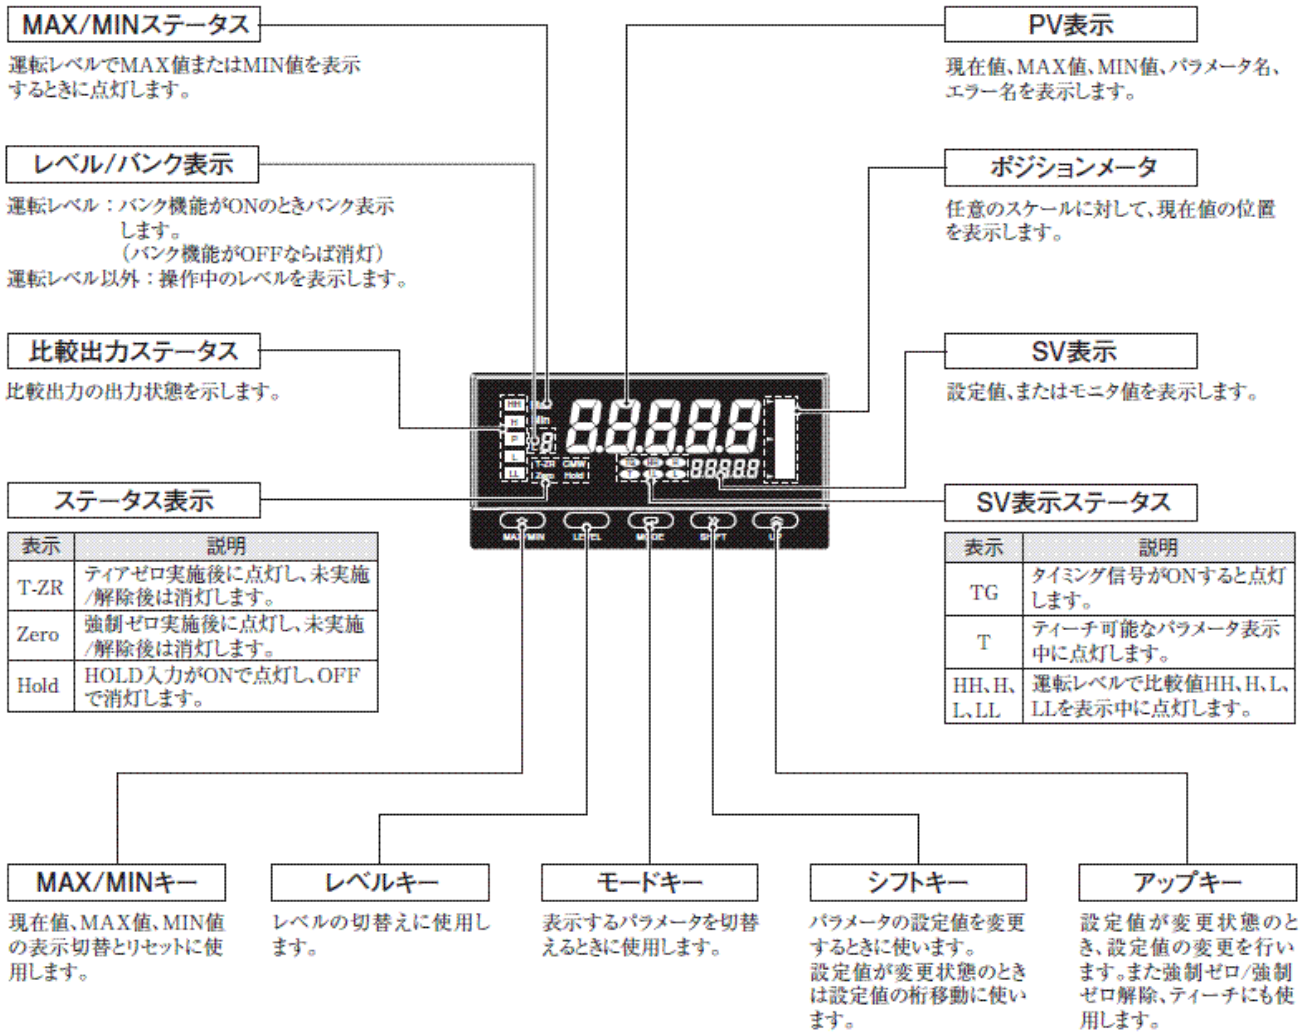 MAX/MINステータス
運転レベルでMAX値またはMIN値を表示
するときに点灯します。
レベル/バンク表示
運転レベル：バンク機能がONのときバンク表示
します。
（バンク機能がOFFならば消灯）
運転レベル以外：操作中のレベルを表示します。
比較出力ステータス
比較出力の出力状態を示します。
ステータス表示
表示 説明
T-ZR ティアゼロ実施後に点灯し、未実施
/解除後は消灯します。
Zero 強制ゼロ実施後に点灯し、未実施
/解除後は消灯します。
Hold HOLD入力がONで点灯し、OFF
で消灯します。
PV表示
現在値、MAX値、MIN値、パラメータ名、
エラー名を表示します。
ポジションメータ
任意のスケールに対して、現在値の位置
を表示します。
SV表示
設定値、またはモニタ値を表示します。
SV表示ステータス
表示 説明
TG タイミング信号がONすると点灯
します。
T ティーチ可能なパラメータ表示
中に点灯します。
HH、H、 運転レベルで比較値HH、H、L、
L、LL LLを表示中に点灯します。
HH
H Min
P
L
LL
88888
T-ZR CMW
Zero Hold
TG HH H
T LL L
88888
MAX/MIN LEVEL MODE SHIFT UP
MAX/MINキー
現在値、MAX値、MIN値
の表示切替とリセットに使
用します。
レベルキー
レベルの切替えに使用し
ます。
モードキー
表示するパラメータを切替
えるときに使用します。
シフトキー
パラメータの設定値を変更
するときに使います。
設定値が変更状態のとき
は設定値の桁移動に使い
ます。
アップキー
設定値が変更状態のと
き、設定値の変更を行い
ます。また強制ゼロ/強制
ゼロ解除、ティーチにも使
用します。